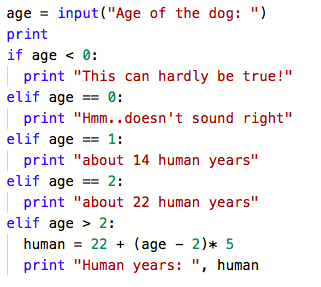 age = input("Age of the dog: ")
print
if age < 0:
  print "This can hardly be true!"
elif age == 0:
  print "Hmm..doesn't sound right"
elif age == 1:
  print "about 14 human years"
elif age == 2:
  print "about 22 human years"
elif age > 2:
  human = 22 + (age - 2)* 5
  print "Human years: ", human